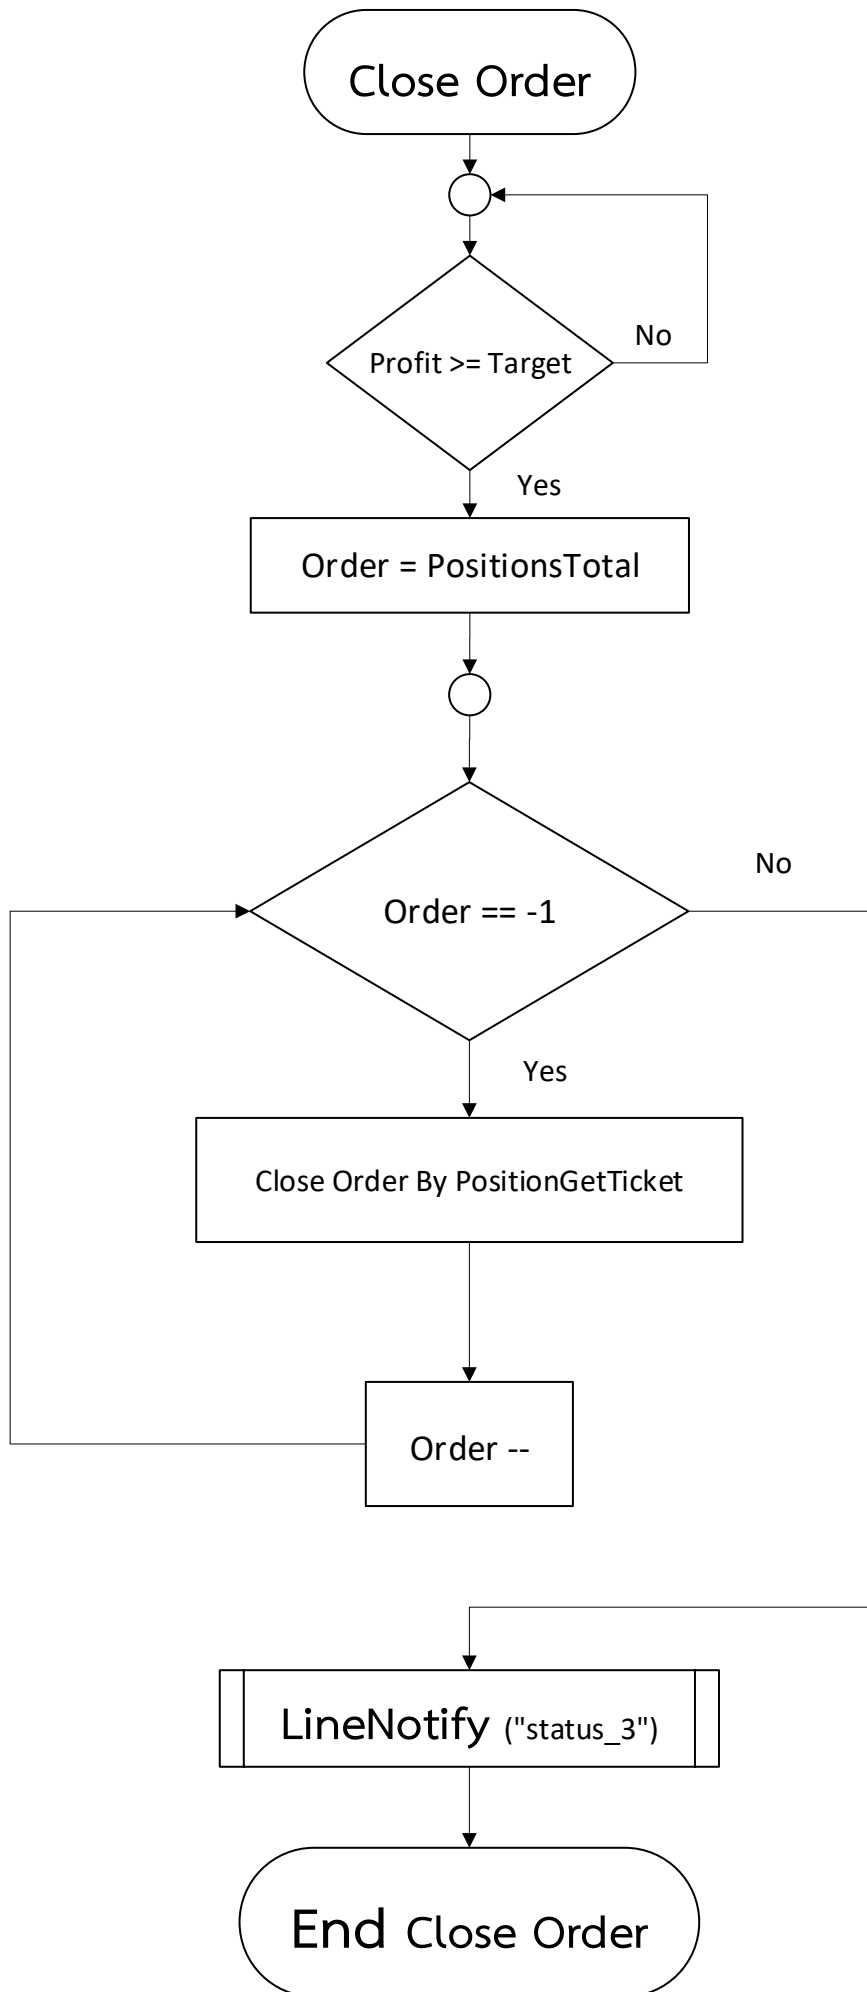 Close Order
No
Profit >= Target
Yes
Order = PositionsTotal
No
Order == -1
Yes
Close Order By PositionGetTicket
Order --
LineNotify ("status_3")
End Close Order